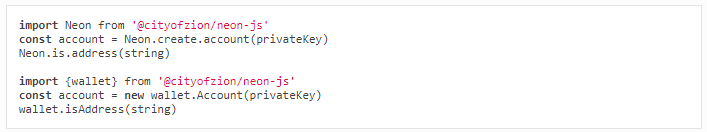 import Neon from '@cityofzion/neon-js'
const account = Neon.create.account(privateKey)
Neon.is.address(string)
import {wallet} from '@cityofzion/neon-js'
const account = new wallet.Account(privateKey)
wallet.isAddress(string)